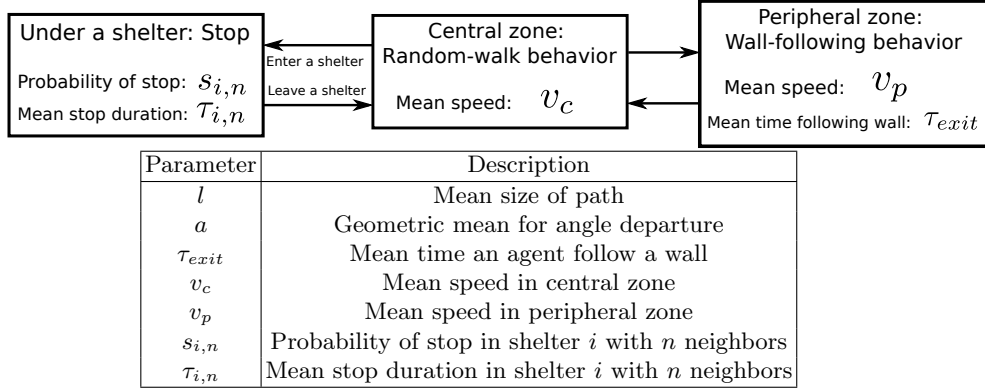 Under a shelter: Stop
Probability of stop: s_{i,n}
Mean stop duration: τ_{i,n}
Enter a shelter
Leave a shelter
Central zone:
Random-walk behavior
Mean speed: v_c
Peripheral zone:
Wall-following behavior
Mean speed: v_p
Mean time following wall: τ_{exit}
Parameter Description
l Mean size of path
a Geometric mean for angle departure
τ_{exit} Mean time an agent follow a wall
v_c Mean speed in central zone
v_p Mean speed in peripheral zone
s_{i,n} Probability of stop in shelter i with n neighbors
τ_{i,n} Mean stop duration in shelter i with n neighbors